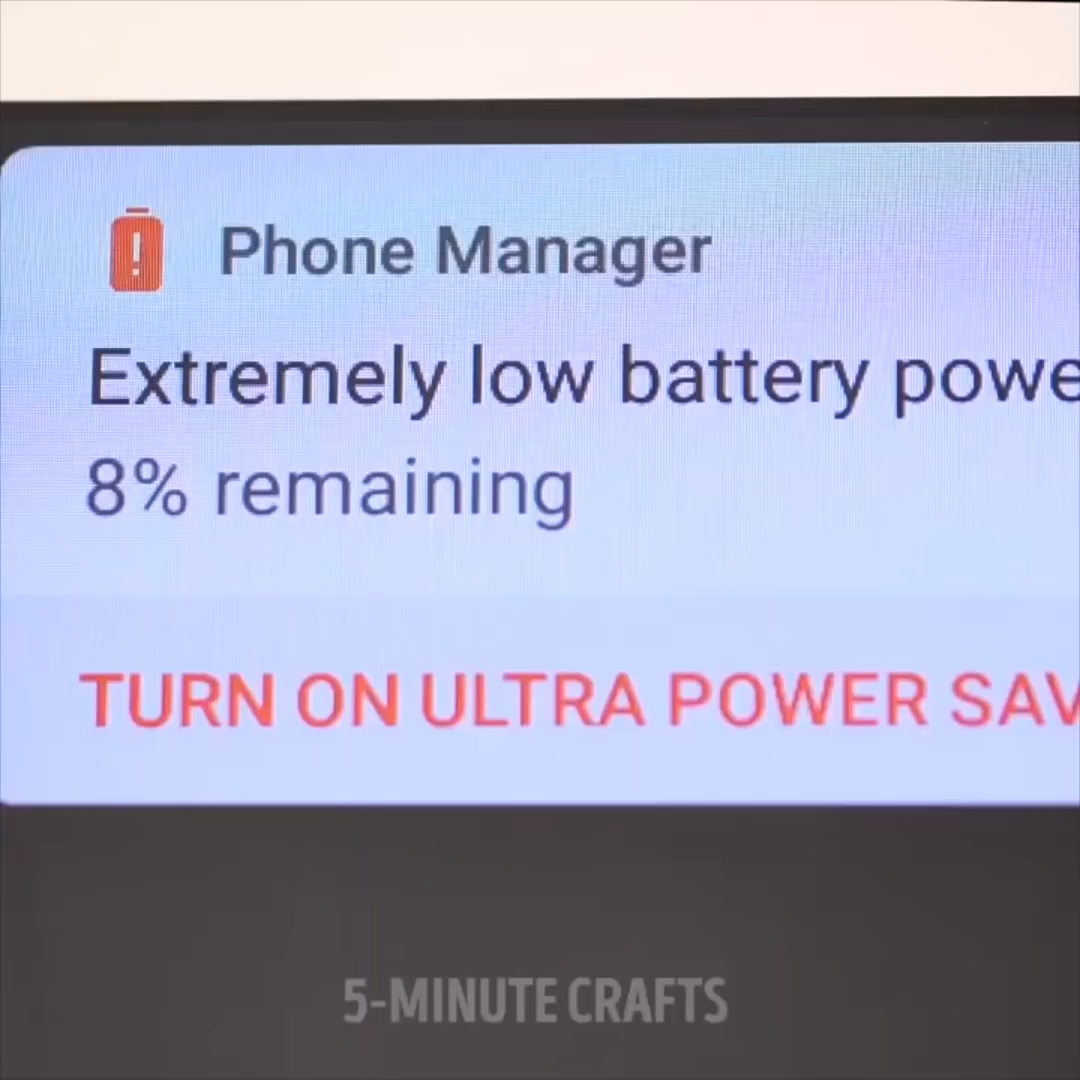 Phone Manager
Extremely low battery powe
8% remaining
TURN ON ULTRA POWER SAV
5-MINUTE CRAFTS